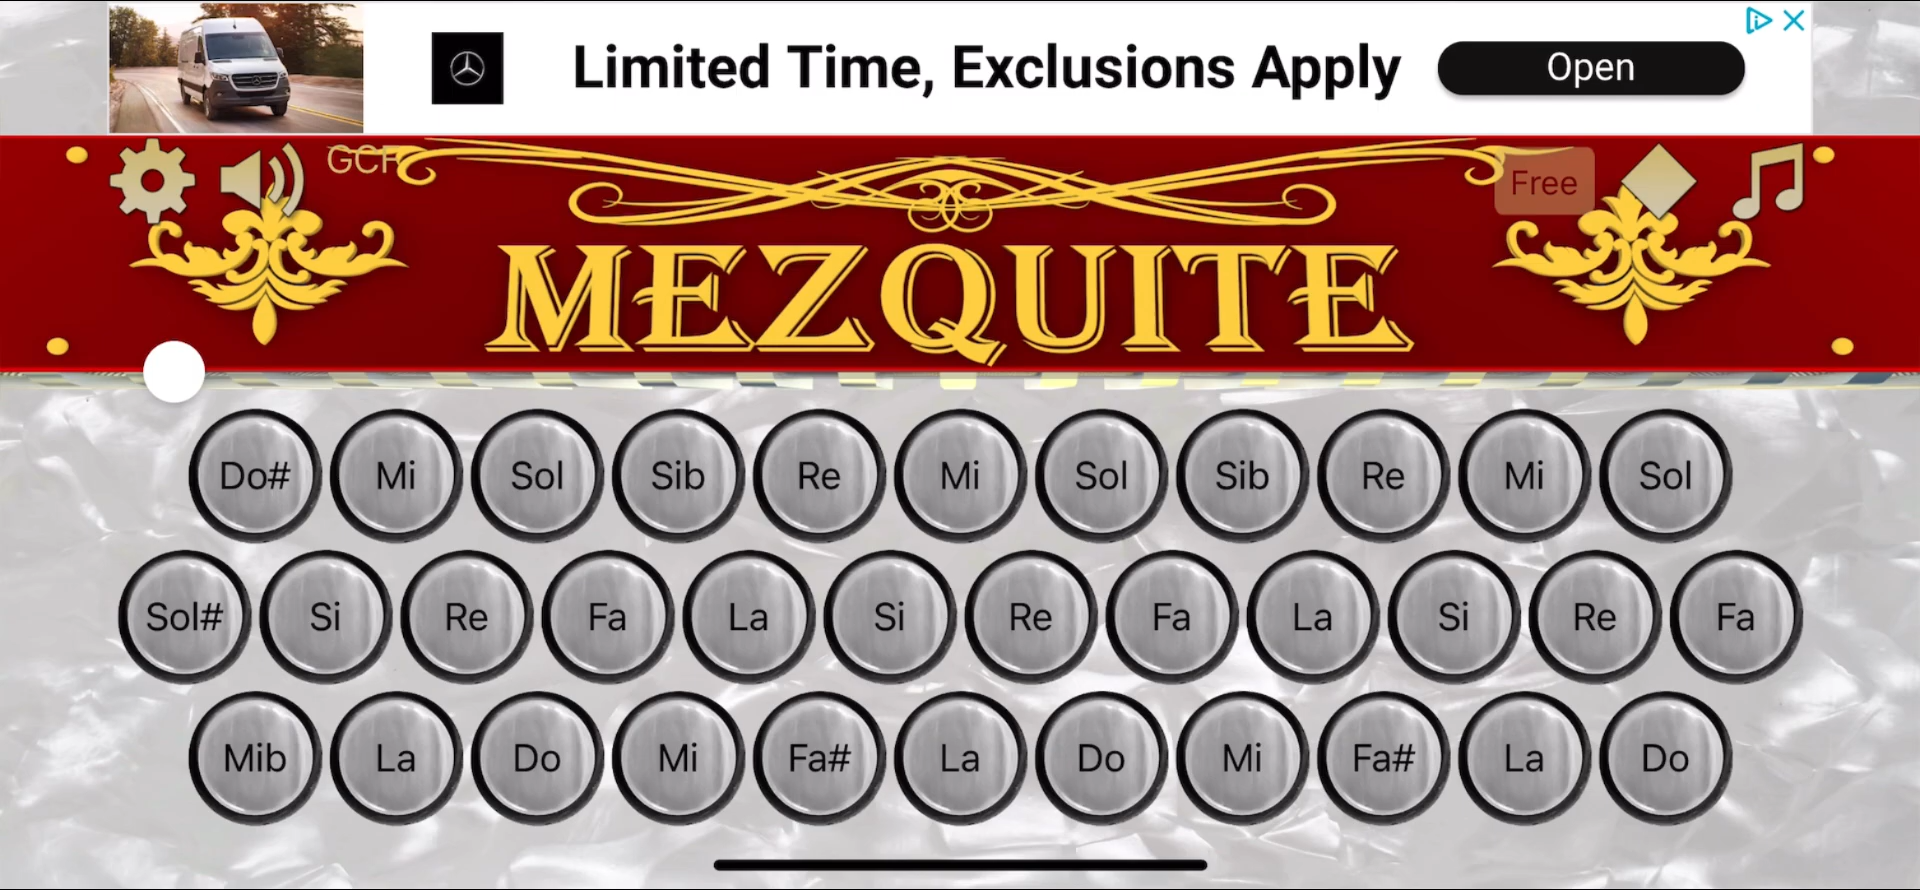 Limited Time, Exclusions Apply
Open
GCF
Free
MEZQUITE
Do# Mi Sol Sib Re Mi Sol Sib Re Mi Sol
Sol# Si Re Fa La Si Re Fa La Si Re Fa
Mib La Do Mi Fa# La Do Mi Fa# La Do